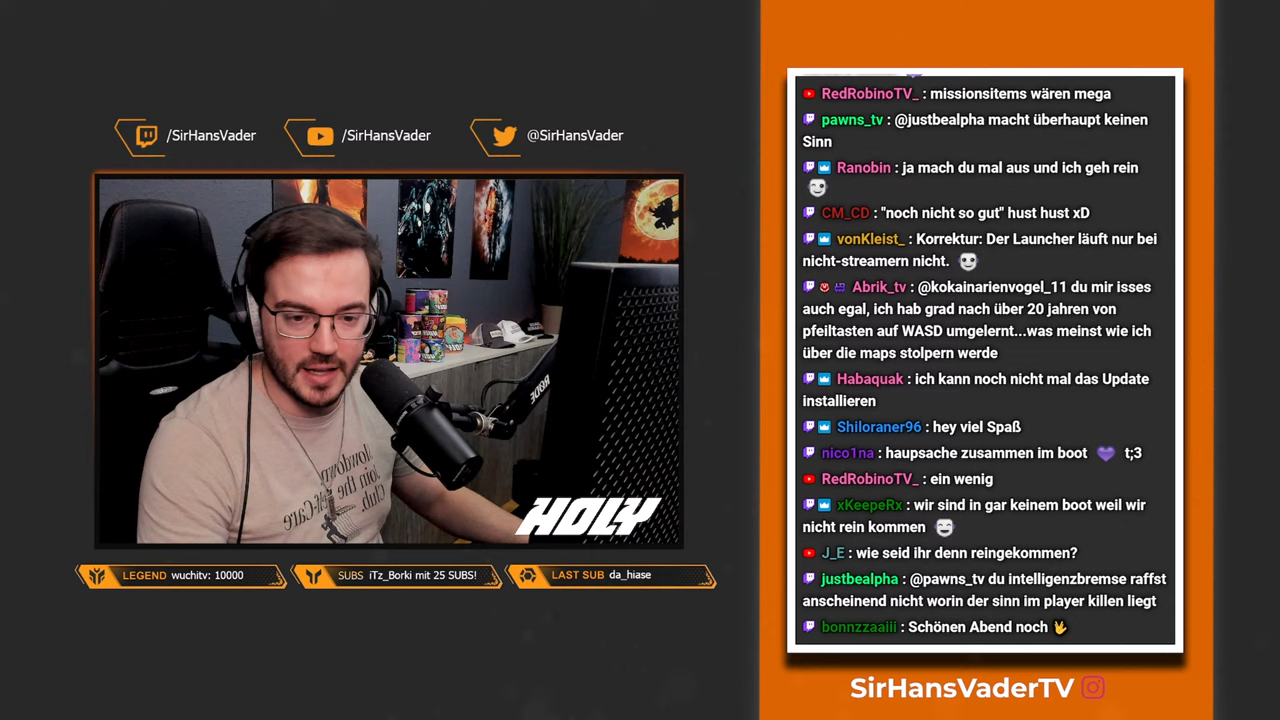 /SirHansVader
/SirHansVader
@SirHansVader
RØDE
HOLY
LEGEND wuchitv: 10000
SUBS iTz_Borki mit 25 SUBS!
LAST SUB da_hiase
RedRobinoTV_ : missionsitems wären mega
pawns_tv : @justbealpha macht überhaupt keinen
Sinn
Ranobin : ja mach du mal aus und ich geh rein
CM_CD : "noch nicht so gut" hust hust xD
vonKleist_ : Korrektur: Der Launcher läuft nur bei
nicht-streamern nicht.
Abrik_tv : @kokainarienvogel_11 du mir isses
auch egal, ich hab grad nach über 20 jahren von
pfeiltasten auf WASD umgelernt...was meinst wie ich
über die maps stolpern werde
Habaquak : ich kann noch nicht mal das Update
installieren
Shiloraner96 : hey viel Spaß
nico1na : haupsache zusammen im boot 💜 t;3
RedRobinoTV_ : ein wenig
xKeepeRx : wir sind in gar keinem boot weil wir
nicht rein kommen
J_E : wie seid ihr denn reingekommen?
justbealpha : @pawns_tv du intelligenzbremse raffst
anscheinend nicht worin der sinn im player killen liegt
bonnzzaaiii : Schönen Abend noch 🖖
SirHansVaderTV